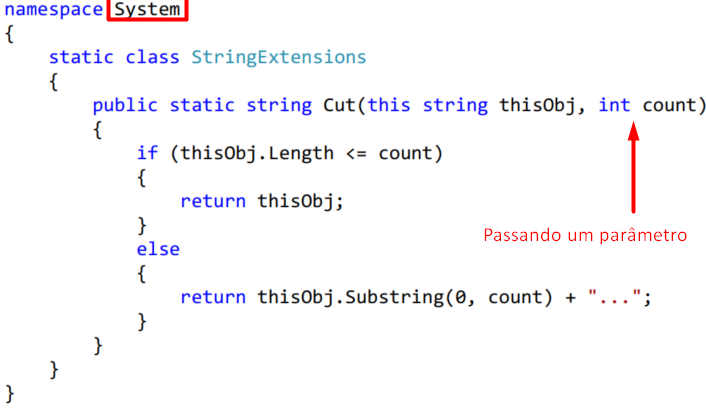 namespace System
{
    static class StringExtensions
    {
        public static string Cut(this string thisObj, int count)
        {
            if (thisObj.Length <= count)
            {
                return thisObj;
            }
            else
            {
                return thisObj.Substring(0, count) + "...";
            }
        }
    }
}
Passando um parâmetro